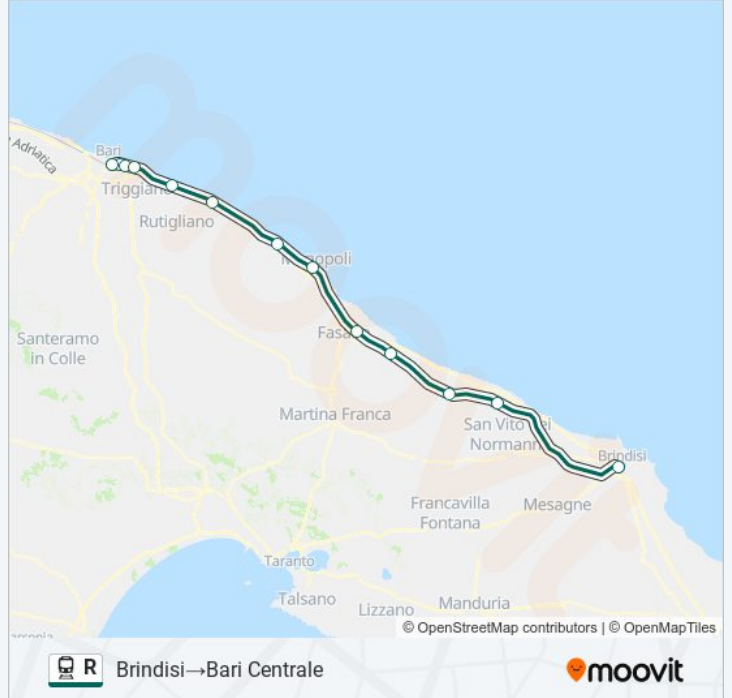 Bari
Adriatica
Triggiano
Rutigliano
Monopoli
Santeramo
in Colle
Fasano
Martina Franca
San Vito dei
Normanni
Brindisi
Francavilla
Fontana
Mesagne
Taranto
Talsano
Lizzano
Manduria
© OpenStreetMap contributors | © OpenMapTiles
R Brindisi→Bari Centrale
moovit
moovit